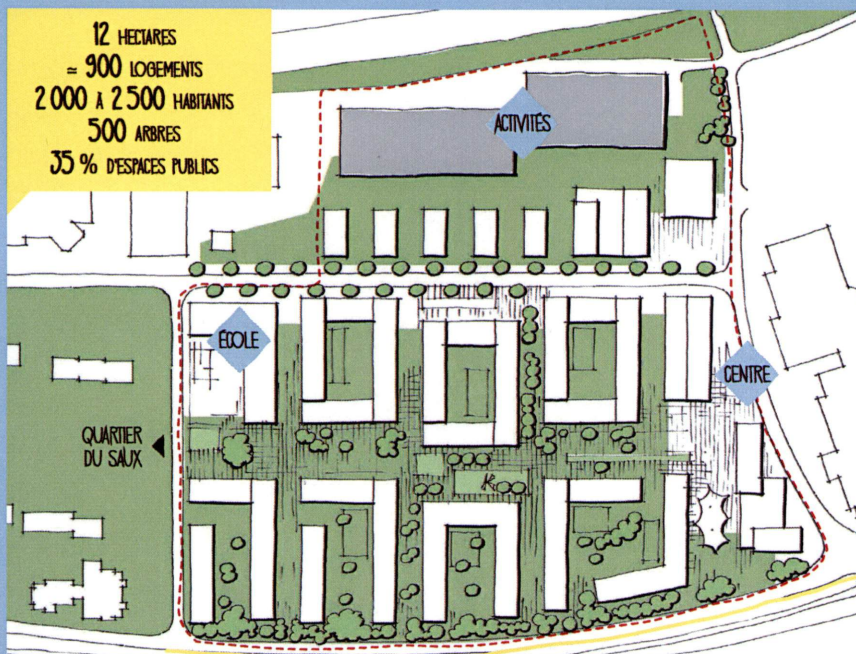 12 HECTARES
≈ 900 LOGEMENTS
2 000 À 2 500 HABITANTS
500 ARBRES
35 % D'ESPACES PUBLICS
ACTIVITÉS
ÉCOLE
CENTRE
QUARTIER
DU SAUX